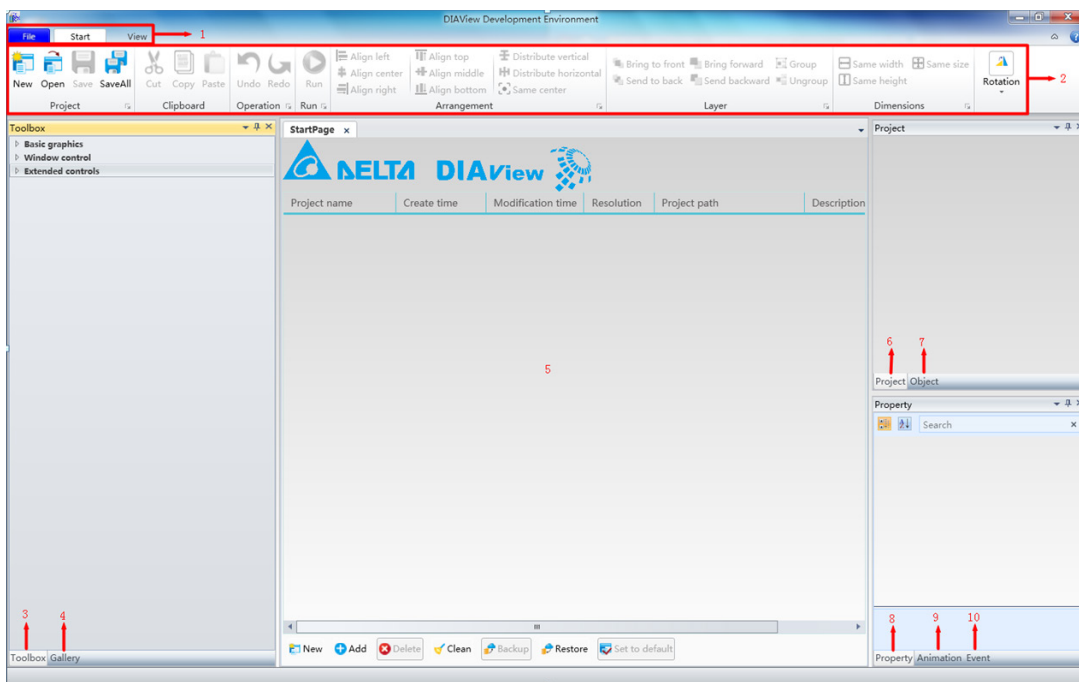 DIAView Development Environment
File Start View 1
New Open Save SaveAll Cut Copy Paste Undo Redo Run
Align left Align top Distribute vertical
Align center Align middle Distribute horizontal
Align right Align bottom Same center
Bring to front Bring forward Group
Send to back Send backward Ungroup
Same width Same size
Same height
Rotation 2
Project Clipboard Operation Run Arrangement Layer Dimensions
Toolbox
Basic graphics
Window control
Extended controls
StartPage
DELTA DIAView
Project name Create time Modification time Resolution Project path Description
5
Project
6 7
Project Object
Property
Search
3 4
Toolbox Gallery
New Add Delete Clean Backup Restore Set to default
8 9 10
Property Animation Event